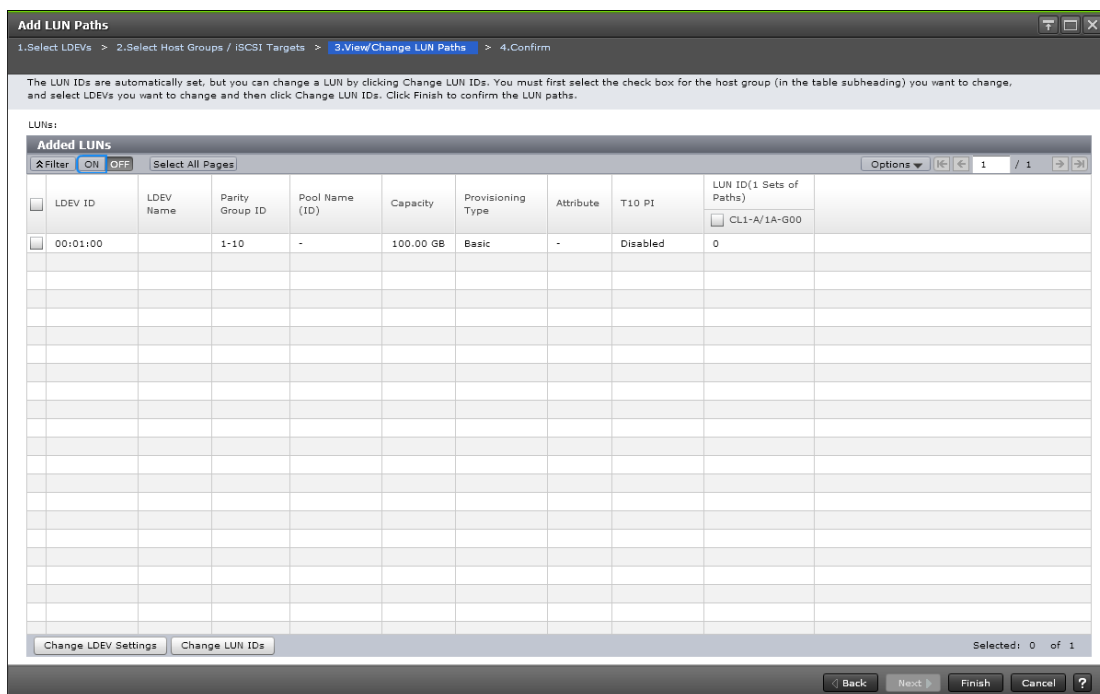 Add LUN Paths
1.Select LDEVs > 2.Select Host Groups / iSCSI Targets > 3.View/Change LUN Paths > 4.Confirm
The LUN IDs are automatically set, but you can change a LUN by clicking Change LUN IDs. You must first select the check box for the host group (in the table subheading) you want to change,
and select LDEVs you want to change and then click Change LUN IDs. Click Finish to confirm the LUN paths.
LUNs:
Added LUNs
Filter ON OFF Select All Pages Options 1 / 1
LDEV ID LDEV Name Parity Group ID Pool Name (ID) Capacity Provisioning Type Attribute T10 PI LUN ID(1 Sets of Paths)
CL1-A/1A-G00
00:01:00 1-10 - 100.00 GB Basic - Disabled 0
Change LDEV Settings Change LUN IDs Selected: 0 of 1
Back Next Finish Cancel ?